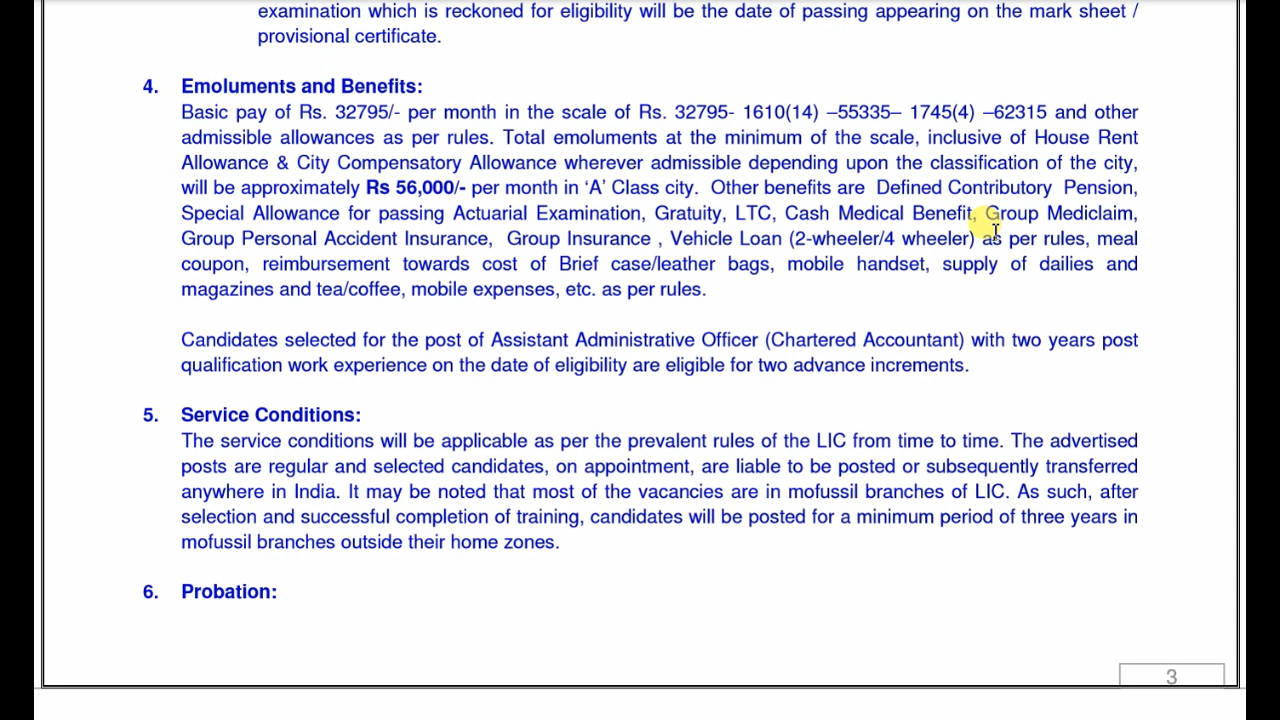 examination which is reckoned for eligibility will be the date of passing appearing on the mark sheet /
provisional certificate.
4. Emoluments and Benefits:
Basic pay of Rs. 32795/- per month in the scale of Rs. 32795- 1610(14) –55335– 1745(4) –62315 and other
admissible allowances as per rules. Total emoluments at the minimum of the scale, inclusive of House Rent
Allowance & City Compensatory Allowance wherever admissible depending upon the classification of the city,
will be approximately Rs 56,000/- per month in ‘A’ Class city. Other benefits are Defined Contributory Pension,
Special Allowance for passing Actuarial Examination, Gratuity, LTC, Cash Medical Benefit, Group Mediclaim,
Group Personal Accident Insurance, Group Insurance , Vehicle Loan (2-wheeler/4 wheeler) as per rules, meal
coupon, reimbursement towards cost of Brief case/leather bags, mobile handset, supply of dailies and
magazines and tea/coffee, mobile expenses, etc. as per rules.
Candidates selected for the post of Assistant Administrative Officer (Chartered Accountant) with two years post
qualification work experience on the date of eligibility are eligible for two advance increments.
5. Service Conditions:
The service conditions will be applicable as per the prevalent rules of the LIC from time to time. The advertised
posts are regular and selected candidates, on appointment, are liable to be posted or subsequently transferred
anywhere in India. It may be noted that most of the vacancies are in mofussil branches of LIC. As such, after
selection and successful completion of training, candidates will be posted for a minimum period of three years in
mofussil branches outside their home zones.
6. Probation:
3